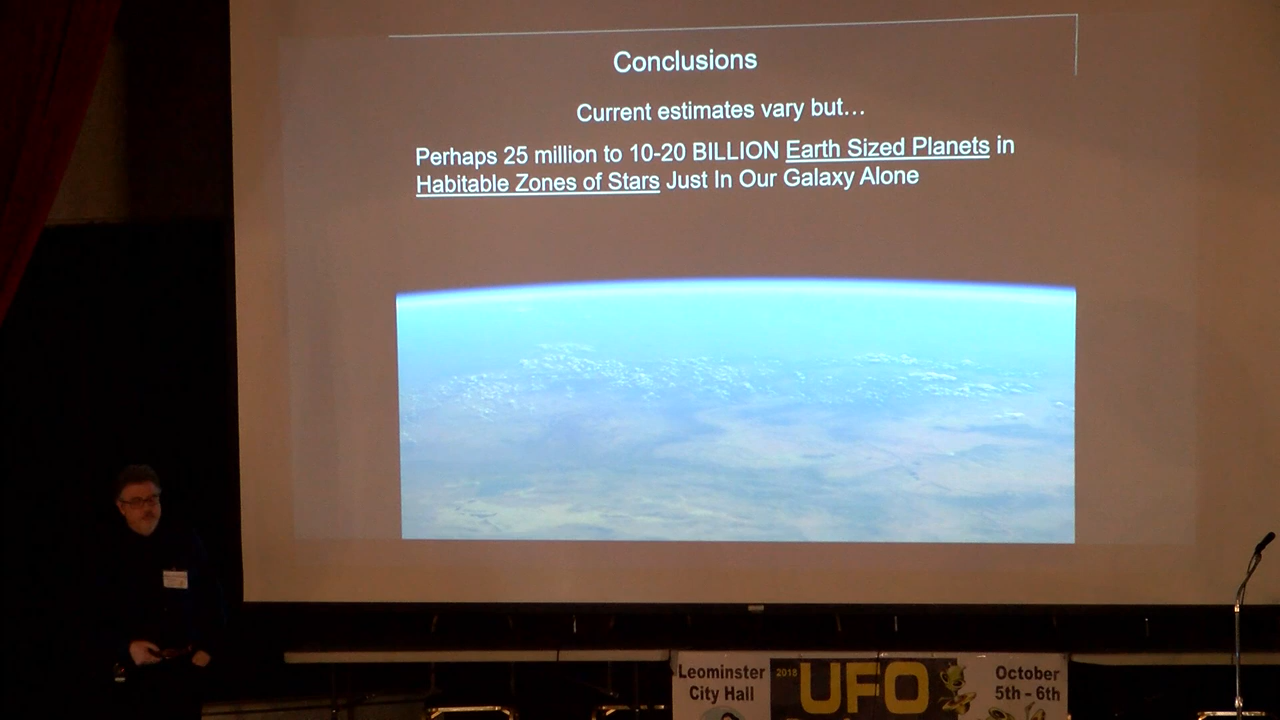 Conclusions
Current estimates vary but...
Perhaps 25 million to 10-20 BILLION Earth Sized Planets in
Habitable Zones of Stars Just In Our Galaxy Alone
Leominster
City Hall
UFO
October
5th - 6th